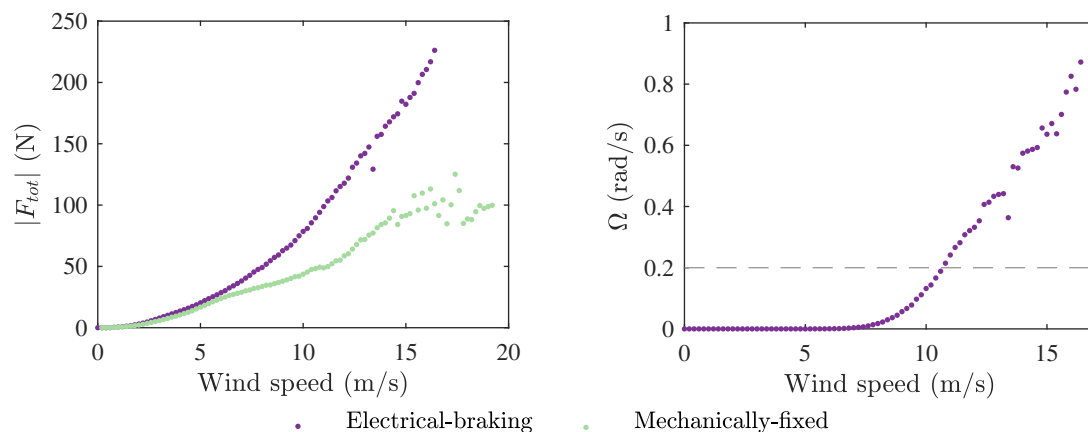 250
200
150
100
50
0
|F_tot| (N)
0 5 10 15 20
Wind speed (m/s)
1
0.8
0.6
0.4
0.2
0
Ω (rad/s)
0 5 10 15
Wind speed (m/s)
Electrical-braking Mechanically-fixed